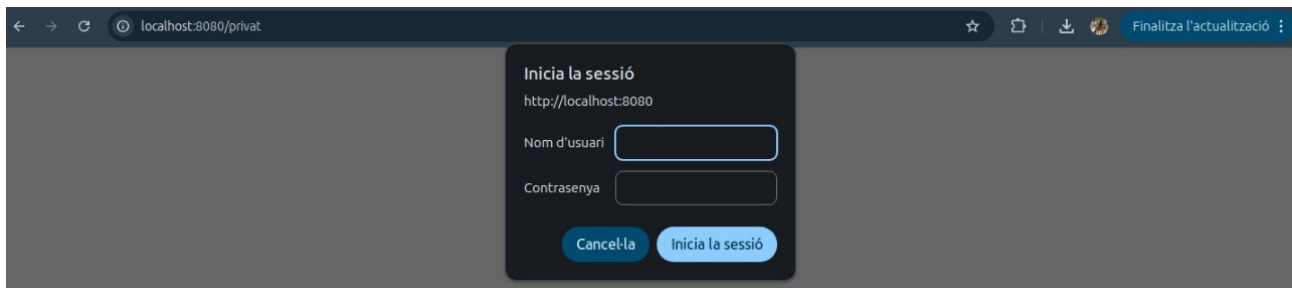 localhost:8080/privat
Finalitza l'actualització
Inicia la sessió
http://localhost:8080
Nom d'usuari
Contrasenya
Cancel·la Inicia la sessió